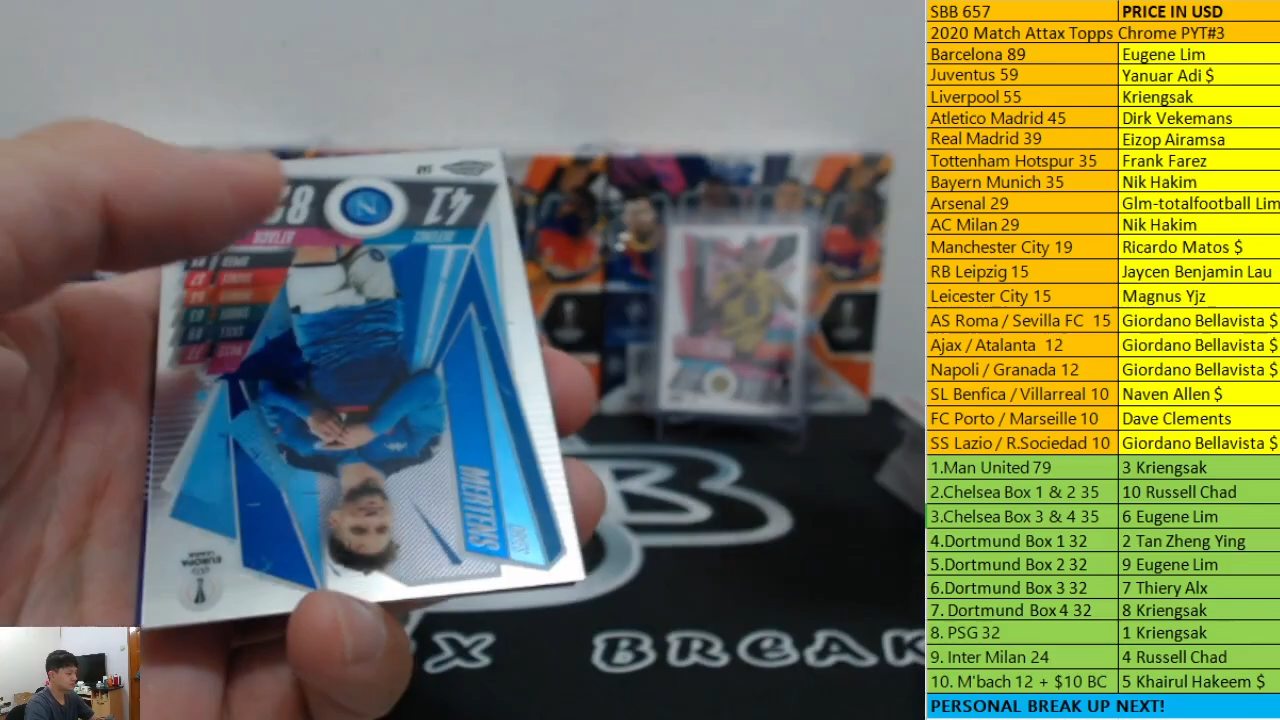 SBB 657 PRICE IN USD
2020 Match Attax Topps Chrome PYT#3
Barcelona 89 Eugene Lim
Juventus 59 Yanuar Adi $
Liverpool 55 Kriengsak
Atletico Madrid 45 Dirk Vekemans
Real Madrid 39 Eizop Airamsa
Tottenham Hotspur 35 Frank Farez
Bayern Munich 35 Nik Hakim
Arsenal 29 Glm-totalfootball Lim
AC Milan 29 Nik Hakim
Manchester City 19 Ricardo Matos $
RB Leipzig 15 Jaycen Benjamin Lau
Leicester City 15 Magnus Yjz
AS Roma / Sevilla FC 15 Giordano Bellavista $
Ajax / Atalanta 12 Giordano Bellavista $
Napoli / Granada 12 Giordano Bellavista $
SL Benfica / Villarreal 10 Naven Allen $
FC Porto / Marseille 10 Dave Clements
SS Lazio / R.Sociedad 10 Giordano Bellavista $
1.Man United 79 3 Kriengsak
2.Chelsea Box 1 & 2 35 10 Russell Chad
3.Chelsea Box 3 & 4 35 6 Eugene Lim
4.Dortmund Box 1 32 2 Tan Zheng Ying
5.Dortmund Box 2 32 9 Eugene Lim
6.Dortmund Box 3 32 7 Thiery Alx
7. Dortmund Box 4 32 8 Kriengsak
8. PSG 32 1 Kriengsak
9. Inter Milan 24 4 Russell Chad
10. M'bach 12 + $10 BC 5 Khairul Hakeem $
PERSONAL BREAK UP NEXT!
41
DEFENCE
ATTACK
DRIES
MERTENS
EUROPA
LEAGUE
BREAK